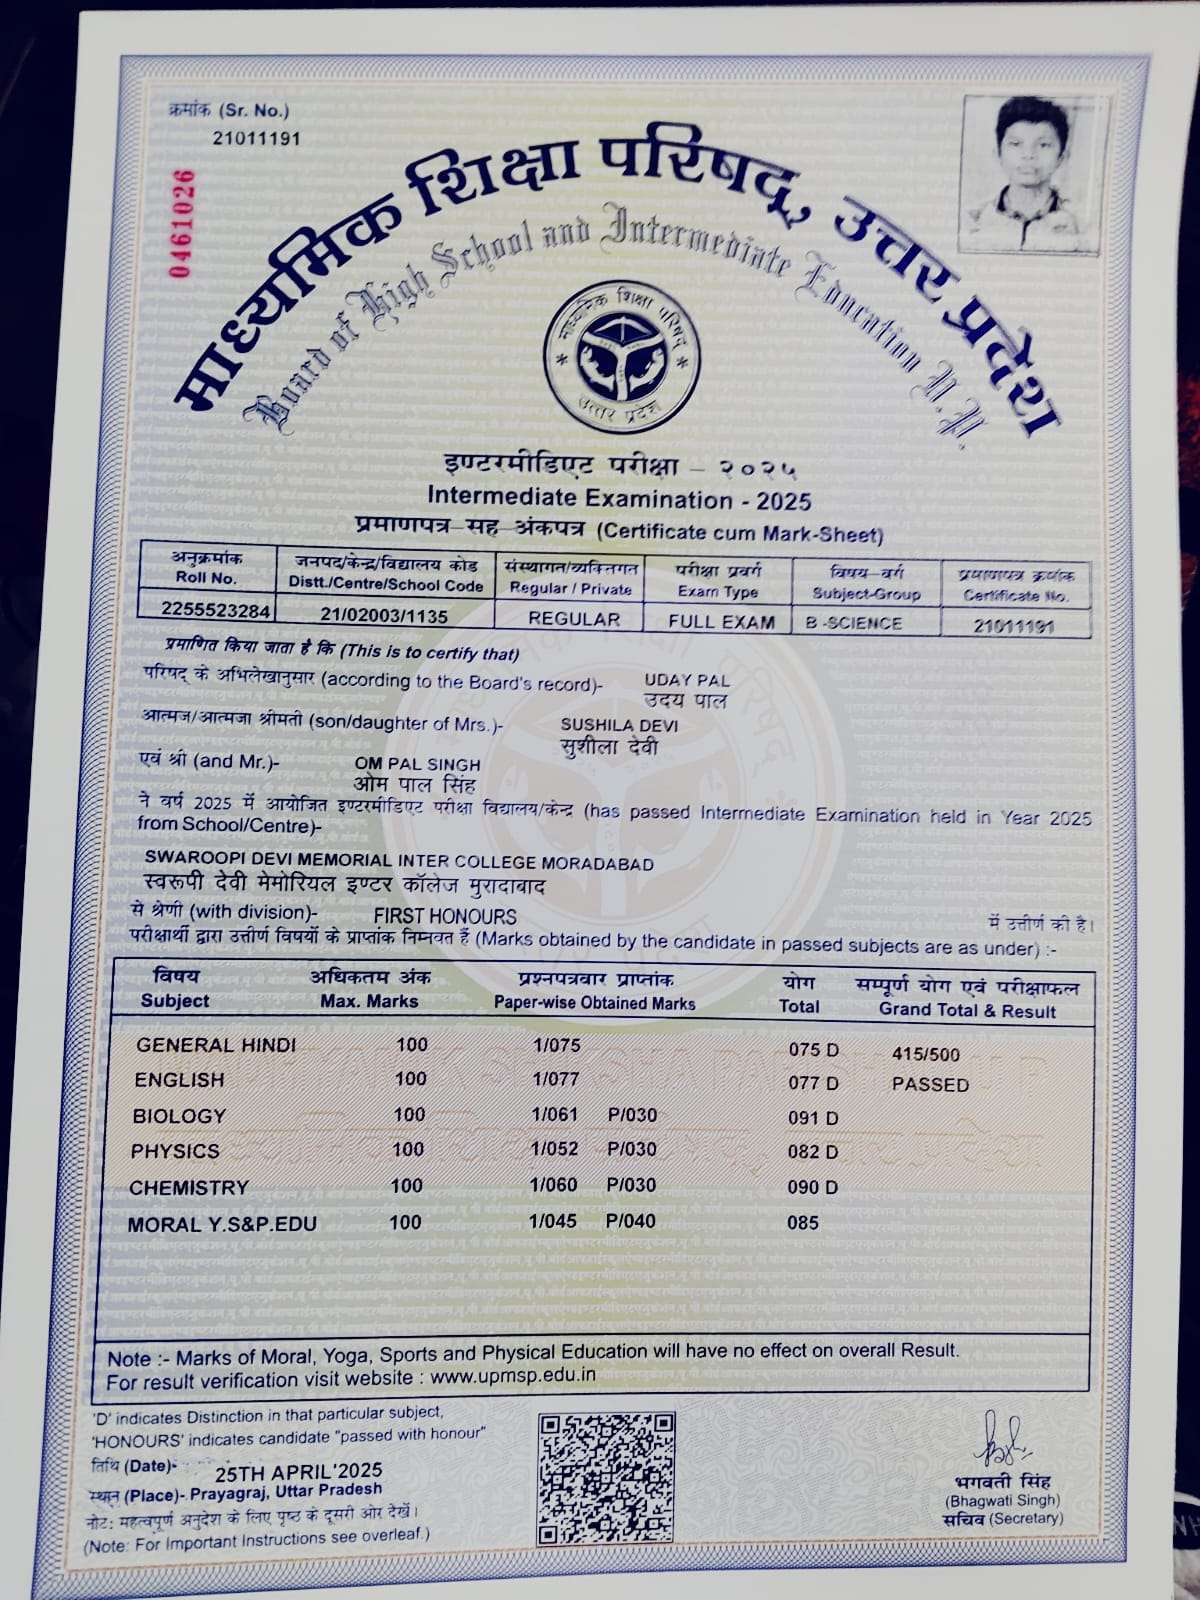 क्रमांक (Sr. No.)
21011191
0461026
माध्यमिक शिक्षा परिषद्, उत्तर प्रदेश
Board of High School and Intermediate Education U.P.
माध्यमिक शिक्षा परिषद्
* *
उत्तर प्रदेश
इण्टरमीडिएट परीक्षा – २०२५
Intermediate Examination - 2025
प्रमाणपत्र–सह–अंकपत्र (Certificate cum Mark-Sheet)
अनुक्रमांक जनपद/केन्द्र/विद्यालय कोड संस्थागत/व्यक्तिगत परीक्षा प्रवर्ग विषय–वर्ग प्रमाणपत्र क्रमांक
Roll No. Distt./Centre/School Code Regular / Private Exam Type Subject-Group Certificate No.
2255523284 21/02003/1135 REGULAR FULL EXAM B -SCIENCE 21011191
प्रमाणित किया जाता है कि (This is to certify that)
परिषद् के अभिलेखानुसार (according to the Board's record)- UDAY PAL
उदय पाल
आत्मज/आत्मजा श्रीमती (son/daughter of Mrs.)- SUSHILA DEVI
सुशीला देवी
एवं श्री (and Mr.)- OM PAL SINGH
ओम पाल सिंह
ने वर्ष 2025 में आयोजित इण्टरमीडिएट परीक्षा विद्यालय/केन्द्र (has passed Intermediate Examination held in Year 2025
from School/Centre)-
SWAROOPI DEVI MEMORIAL INTER COLLEGE MORADABAD
स्वरूपी देवी मेमोरियल इण्टर कॉलेज मुरादाबाद
से श्रेणी (with division)- FIRST HONOURS में उत्तीर्ण की है।
परीक्षार्थी द्वारा उत्तीर्ण विषयों के प्राप्तांक निम्नवत हैं (Marks obtained by the candidate in passed subjects are as under) :-
विषय अधिकतम अंक प्रश्नपत्रवार प्राप्तांक योग सम्पूर्ण योग एवं परीक्षाफल
Subject Max. Marks Paper-wise Obtained Marks Total Grand Total & Result
GENERAL HINDI 100 1/075 075 D 415/500
ENGLISH 100 1/077 077 D PASSED
BIOLOGY 100 1/061 P/030 091 D
PHYSICS 100 1/052 P/030 082 D
CHEMISTRY 100 1/060 P/030 090 D
MORAL Y.S&P.EDU 100 1/045 P/040 085
Note :- Marks of Moral, Yoga, Sports and Physical Education will have no effect on overall Result.
For result verification visit website : www.upmsp.edu.in
'D' indicates Distinction in that particular subject,
'HONOURS' indicates candidate "passed with honour"
तिथि (Date)- 25TH APRIL'2025
स्थान (Place)- Prayagraj, Uttar Pradesh
नोट: महत्वपूर्ण अनुदेश के लिए पृष्ठ के दूसरी ओर देखें।
(Note: For Important Instructions see overleaf.)
भगवती सिंह
(Bhagwati Singh)
सचिव (Secretary)